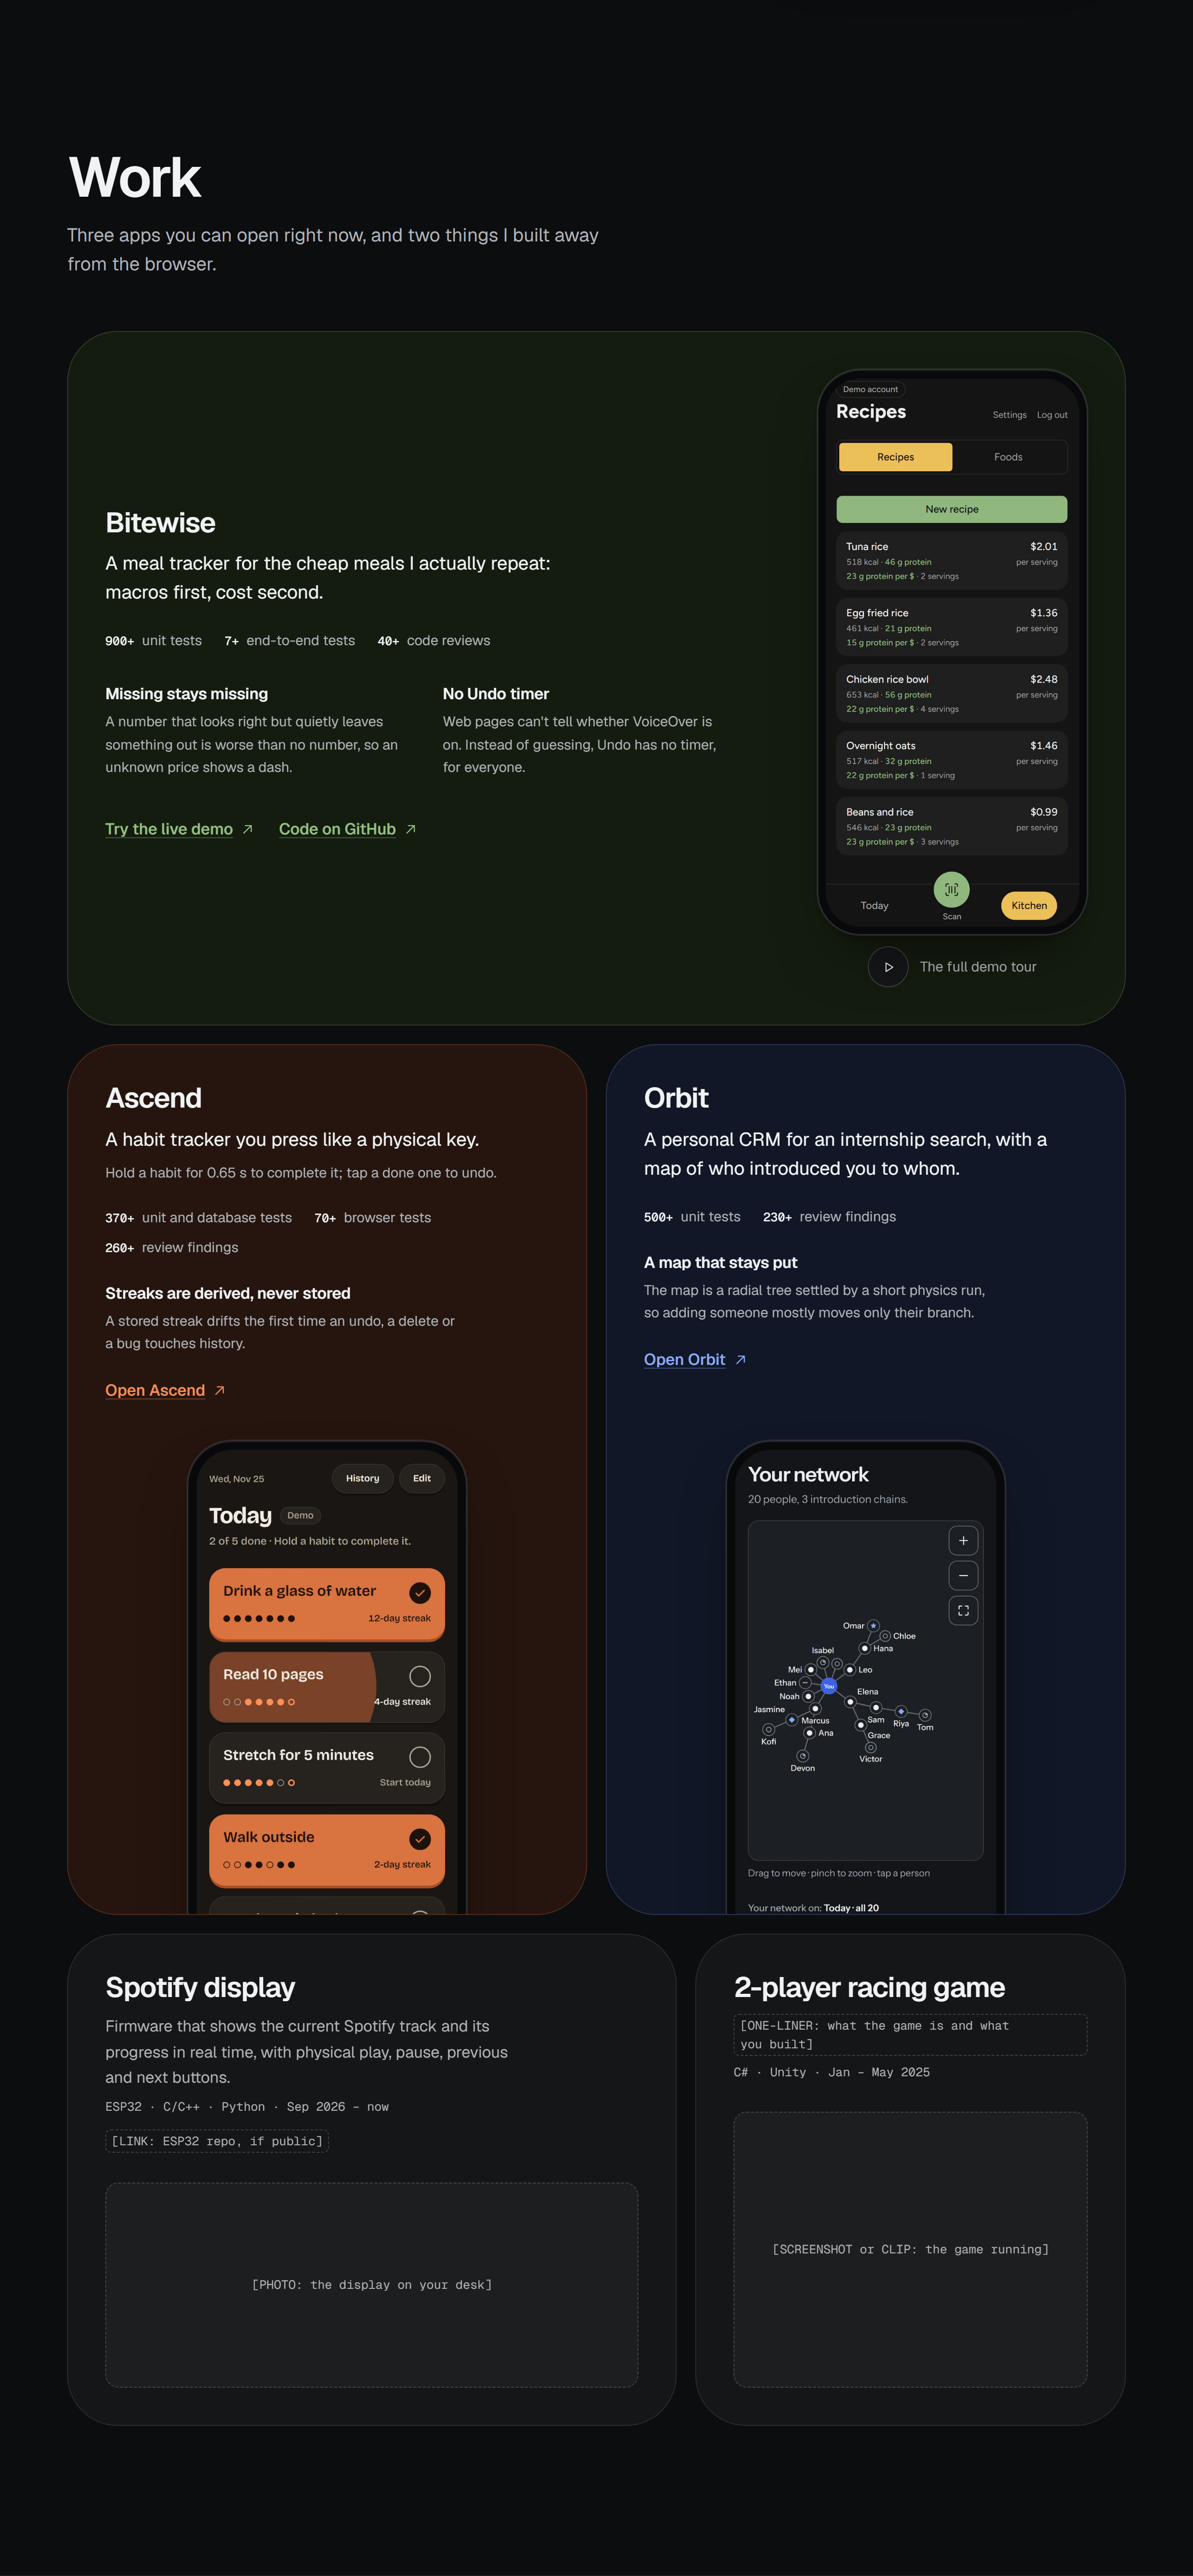 Work
Three apps you can open right now, and two things I built away
from the browser.
Bitewise
A meal tracker for the cheap meals I actually repeat:
macros first, cost second.
900+ unit tests 7+ end-to-end tests 40+ code reviews
Missing stays missing
A number that looks right but quietly leaves
something out is worse than no number, so an
unknown price shows a dash.
No Undo timer
Web pages can't tell whether VoiceOver is
on. Instead of guessing, Undo has no timer,
for everyone.
Try the live demo Code on GitHub
Demo account
Recipes Settings Log out
Recipes Foods
New recipe
Tuna rice $2.01
518 kcal · 46 g protein per serving
23 g protein per $ · 2 servings
Egg fried rice $1.36
461 kcal · 21 g protein per serving
15 g protein per $ · 2 servings
Chicken rice bowl $2.48
653 kcal · 56 g protein per serving
22 g protein per $ · 4 servings
Overnight oats $1.46
517 kcal · 32 g protein per serving
22 g protein per $ · 1 serving
Beans and rice $0.99
546 kcal · 23 g protein per serving
23 g protein per $ · 3 servings
Today Scan Kitchen
The full demo tour
Ascend
A habit tracker you press like a physical key.
Hold a habit for 0.65 s to complete it; tap a done one to undo.
370+ unit and database tests 70+ browser tests
260+ review findings
Streaks are derived, never stored
A stored streak drifts the first time an undo, a delete or
a bug touches history.
Open Ascend
Wed, Nov 25 History Edit
Today Demo
2 of 5 done · Hold a habit to complete it.
Drink a glass of water
12-day streak
Read 10 pages
4-day streak
Stretch for 5 minutes
Start today
Walk outside
2-day streak
Orbit
A personal CRM for an internship search, with a
map of who introduced you to whom.
500+ unit tests 230+ review findings
A map that stays put
The map is a radial tree settled by a short physics run,
so adding someone mostly moves only their branch.
Open Orbit
Your network
20 people, 3 introduction chains.
Omar
Chloe
Hana
Isabel
Mei
Leo
Ethan
You
Noah
Elena
Jasmine
Marcus
Sam
Riya
Tom
Kofi
Ana
Grace
Victor
Devon
Drag to move · pinch to zoom · tap a person
Your network on: Today · all 20
Spotify display
Firmware that shows the current Spotify track and its
progress in real time, with physical play, pause, previous
and next buttons.
ESP32 · C/C++ · Python · Sep 2026 – now
[LINK: ESP32 repo, if public]
[PHOTO: the display on your desk]
2-player racing game
[ONE-LINER: what the game is and what
you built]
C# · Unity · Jan – May 2025
[SCREENSHOT or CLIP: the game running]